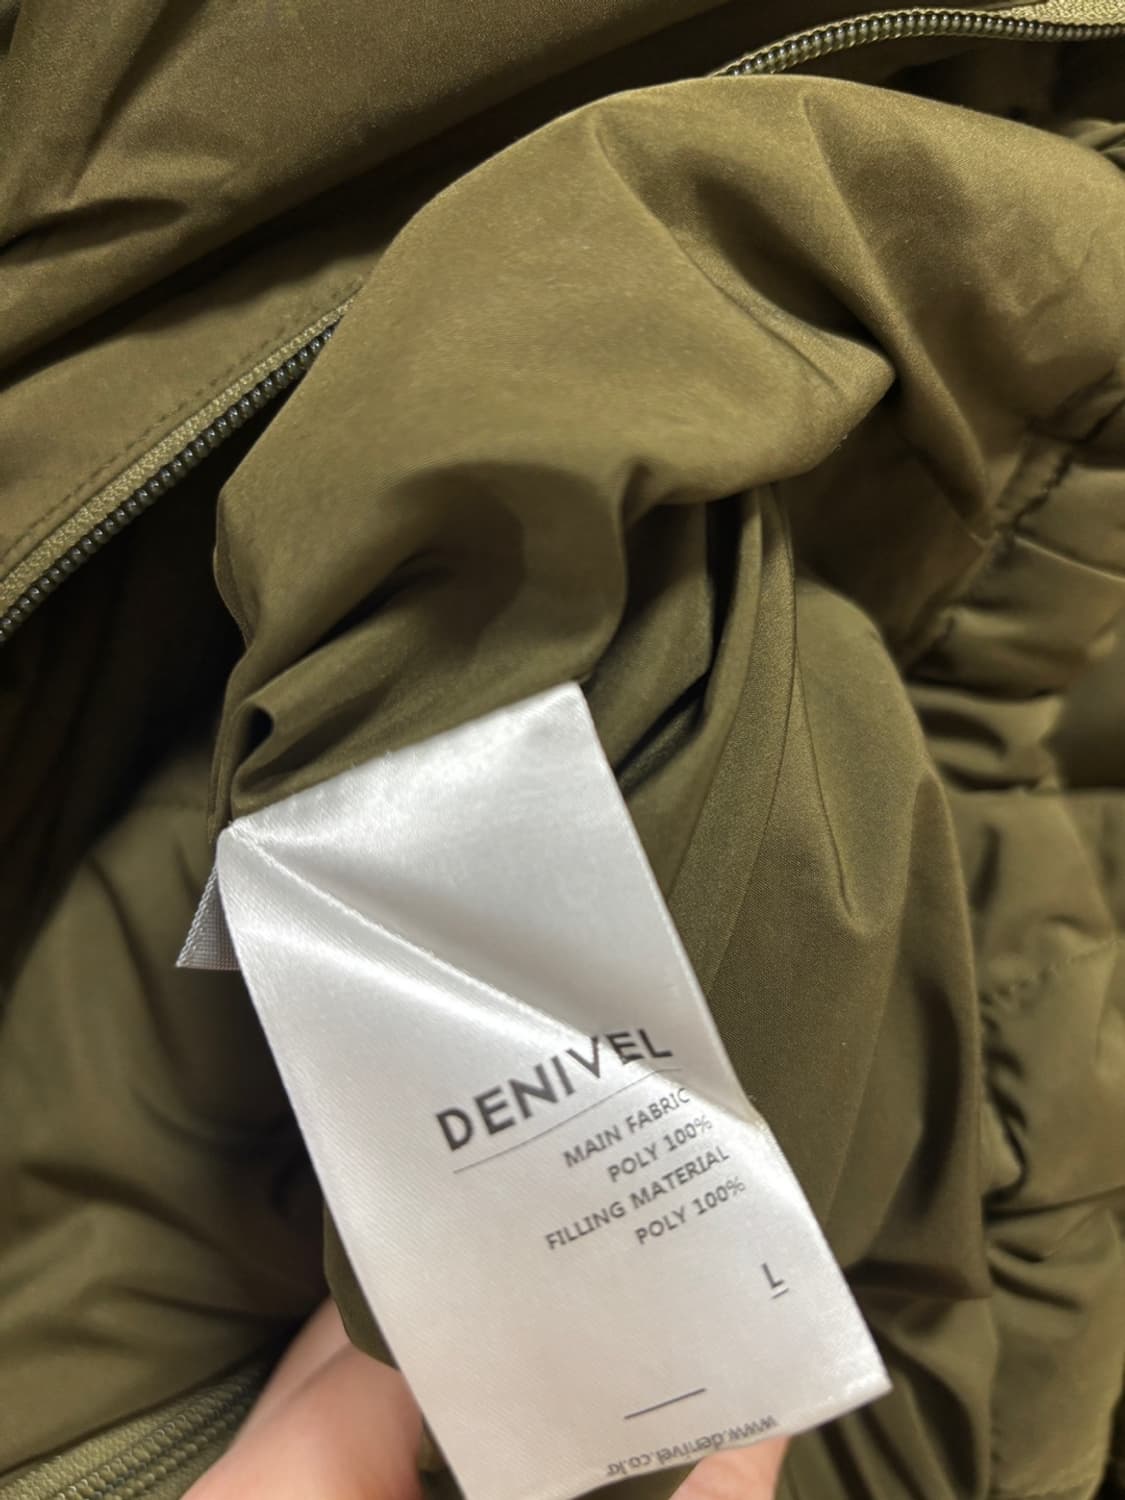 DENIVEL
MAIN FABRIC
POLY 100%
FILLING MATERIAL
POLY 100%
L
www.denivel.co.kr